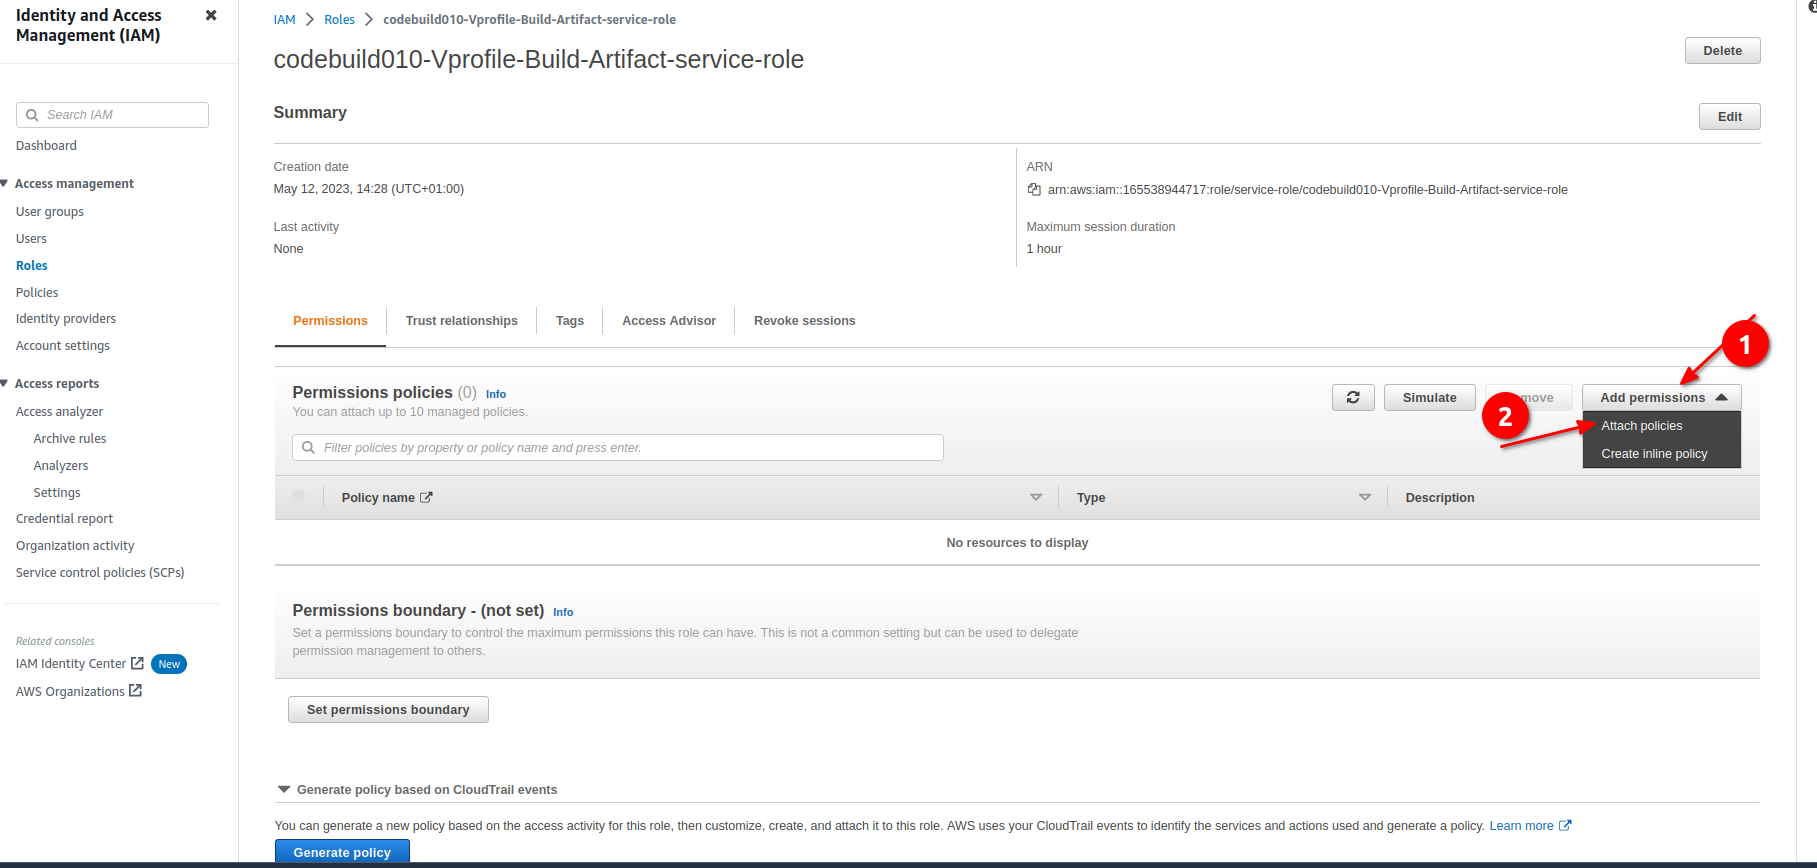 Identity and Access
Management (IAM)
Search IAM
Dashboard
Access management
User groups
Users
Roles
Policies
Identity providers
Account settings
Access reports
Access analyzer
Archive rules
Analyzers
Settings
Credential report
Organization activity
Service control policies (SCPs)
Related consoles
IAM Identity Center New
AWS Organizations
IAM Roles codebuild010-Vprofile-Build-Artifact-service-role
codebuild010-Vprofile-Build-Artifact-service-role
Delete
Summary
Edit
Creation date
May 12, 2023, 14:28 (UTC+01:00)
ARN
arn:aws:iam::165538944717:role/service-role/codebuild010-Vprofile-Build-Artifact-service-role
Last activity
None
Maximum session duration
1 hour
Permissions Trust relationships Tags Access Advisor Revoke sessions
1
Permissions policies (0) Info
You can attach up to 10 managed policies.
Simulate
Add permissions
2
Attach policies
Create inline policy
Filter policies by property or policy name and press enter.
Policy name Type Description
No resources to display
Permissions boundary - (not set) Info
Set a permissions boundary to control the maximum permissions this role can have. This is not a common setting but can be used to delegate
permission management to others.
Set permissions boundary
Generate policy based on CloudTrail events
You can generate a new policy based on the access activity for this role, then customize, create, and attach it to this role. AWS uses your CloudTrail events to identify the services and actions used and generate a policy. Learn more
Generate policy